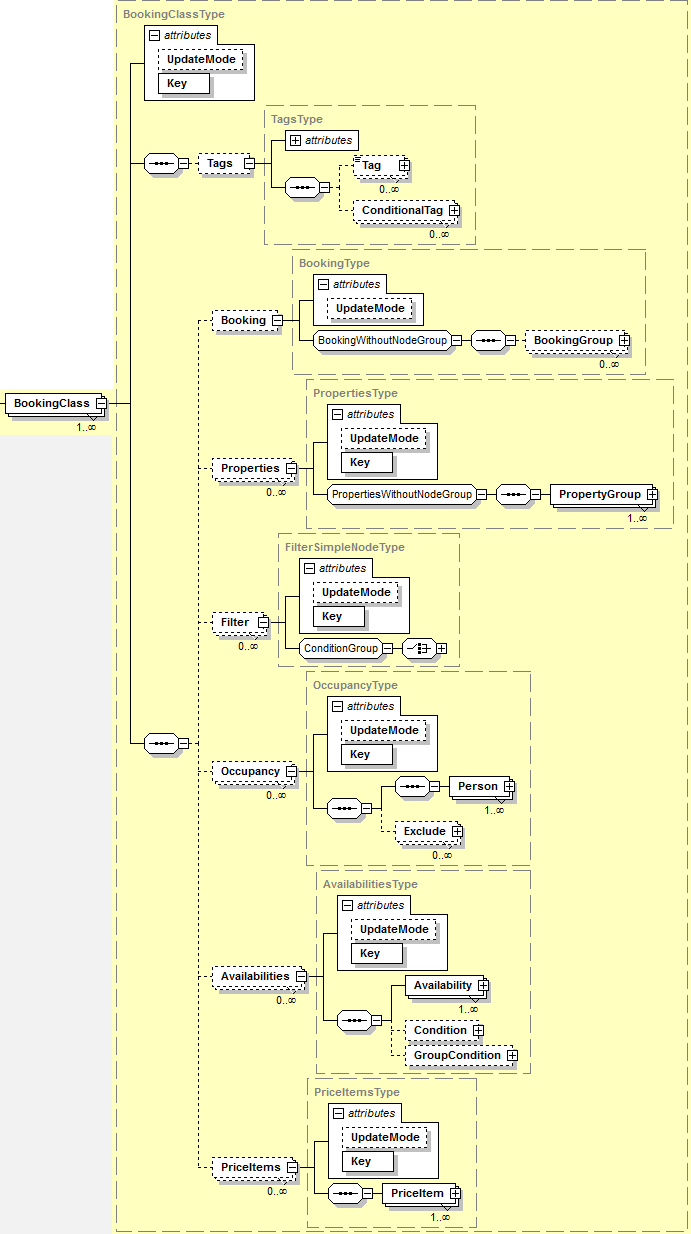 BookingClassType
attributes
UpdateMode
Key
TagsType
attributes
Tags
Tag
0..∞
ConditionalTag
0..∞
BookingType
attributes
UpdateMode
Booking
BookingWithoutNodeGroup
BookingGroup
0..∞
BookingClass
1..∞
PropertiesType
attributes
UpdateMode
Key
Properties
0..∞
PropertiesWithoutNodeGroup
PropertyGroup
1..∞
FilterSimpleNodeType
attributes
UpdateMode
Key
Filter
0..∞
ConditionGroup
OccupancyType
attributes
UpdateMode
Key
Occupancy
0..∞
Person
1..∞
Exclude
0..∞
AvailabilitiesType
attributes
UpdateMode
Key
Availabilities
0..∞
Availability
1..∞
Condition
GroupCondition
PriceItemsType
attributes
UpdateMode
Key
PriceItems
0..∞
PriceItem
1..∞